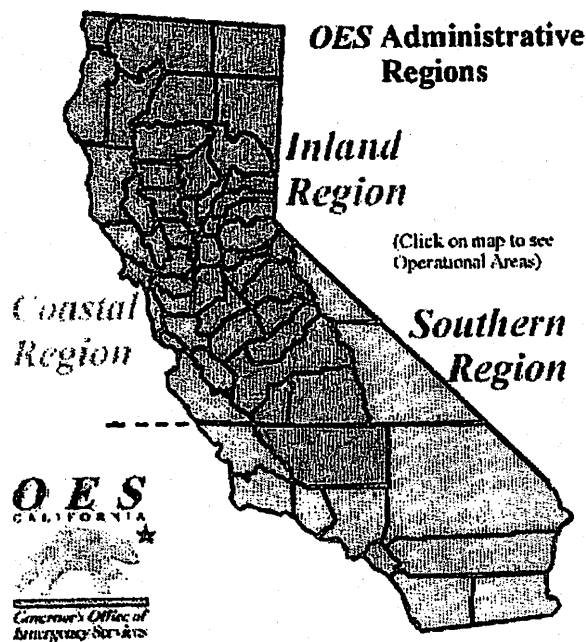 OES Administrative
Regions
Inland
Region
(Click on map to see
Operational Areas)
Coastal
Region
Southern
Region
OES
CALIFORNIA
Governor's Office of
Emergency Services